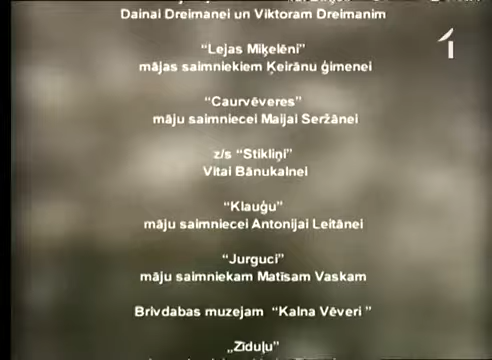 Dainai Dreimanei un Viktoram Dreimanim
“Lejas Miķelēni”
mājas saimniekiem Ķeirānu ģimenei
“Caurvēveres”
māju saimniecei Maijai Seržānei
z/s “Stikliņi”
Vitai Bānukalnei
“Klauģu”
māju saimniecei Antonijai Leitānei
“Jurguci”
māju saimniekam Matīsam Vaskam
Brīvdabas muzejam “Kalna Vēveri ”
„Ziduļu”
1